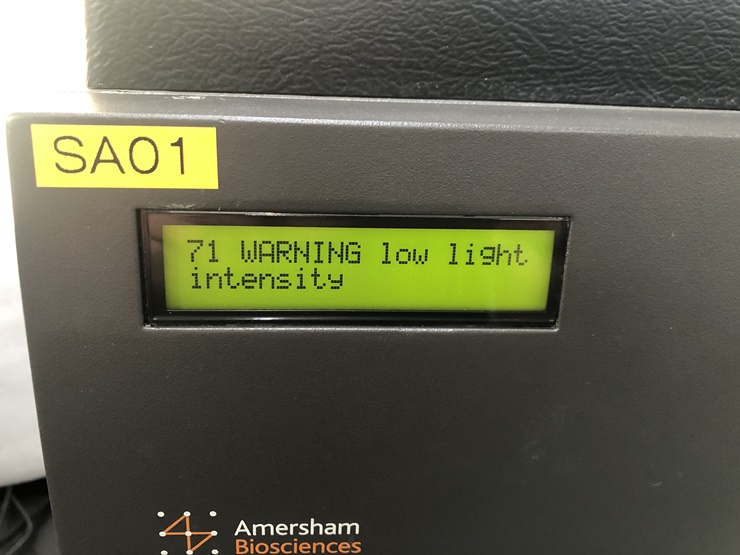 SA01
71 WARNING low light
intensity
Amersham
Biosciences